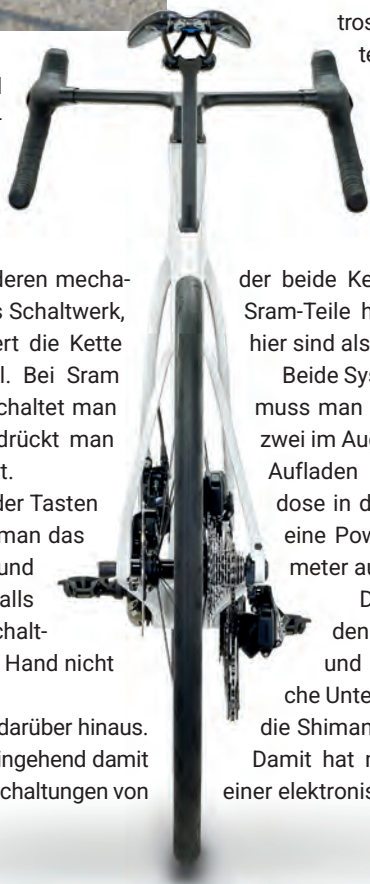 deren mecha-
s Schaltwerk,
ert die Kette
l. Bei Sram
chaltet man
drückt man
t.
der Tasten
man das
und
alls
chalt-
Hand nicht
darüber hinaus.
ingehend damit
chaltungen von
tros
te
der beide Ke
Sram-Teile h
hier sind als
Beide Sys
muss man
zwei im Aug
Aufladen
dose in d
eine Pow
meter au
D
den
und
che Unte
die Shiman
Damit hat
einer elektronis